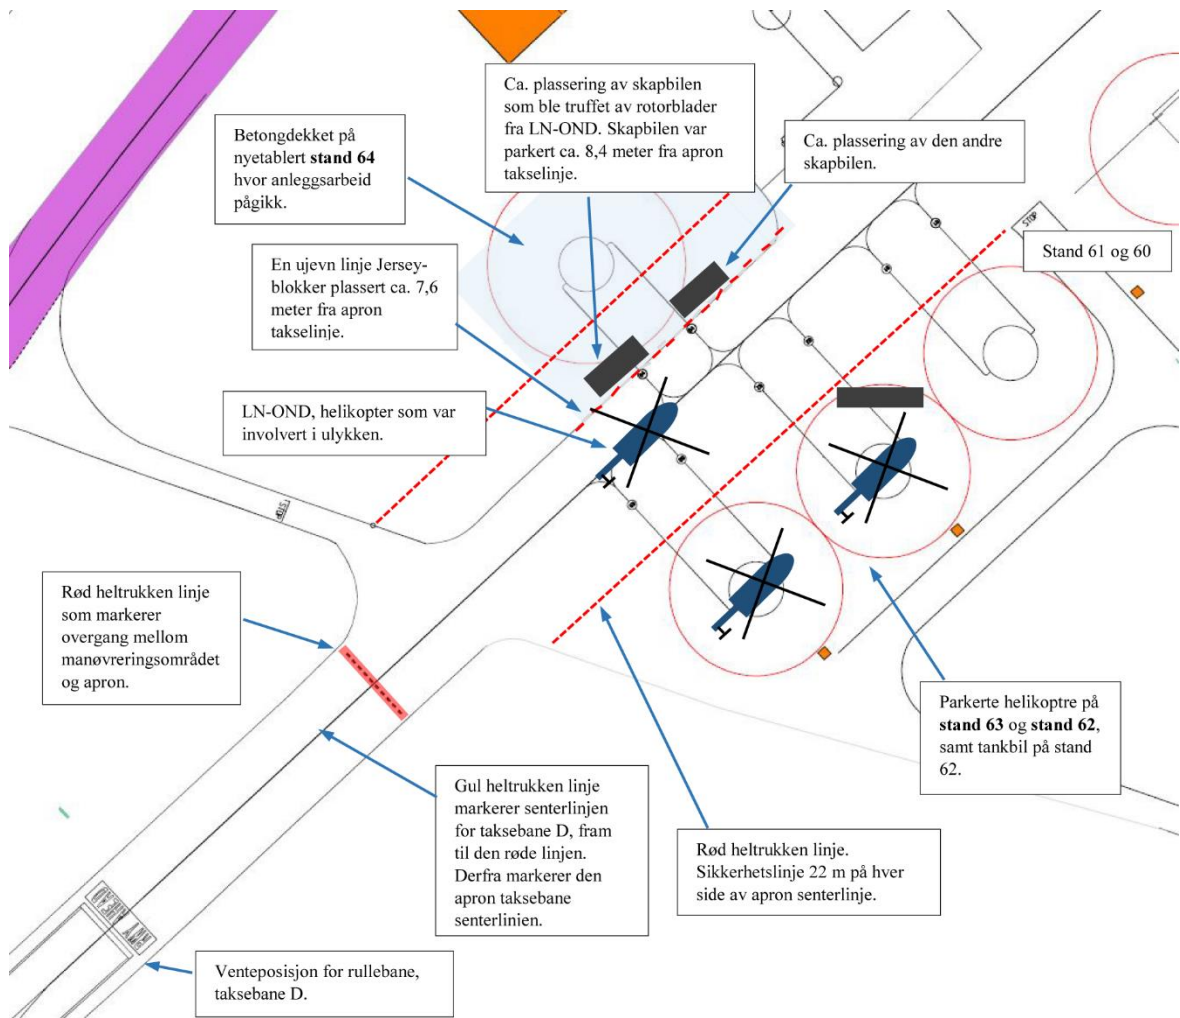 Ca. plassering av skapbilen
som ble truffet av rotorblader
fra LN-OND. Skapbilen var
parkert ca. 8,4 meter fra apron
takselinje.
Betongdekket på
nyetablert stand 64
hvor anleggsarbeid
pågikk.
Ca. plassering av den andre
skapbilen.
STOP
Stand 61 og 60
En ujevn linje Jersey-
blokker plassert ca. 7,6
meter fra apron
takselinje.
LN-OND, helikopter som var
involvert i ulykken.
STOP
Rød heltrukken linje
som markerer
overgang mellom
manøvreringsområdet
og apron.
Parkerte helikoptre på
stand 63 og stand 62,
samt tankbil på stand
62.
Gul heltrukken linje
markerer senterlinjen
for taksebane D, fram
til den røde linjen.
Derfra markerer den
apron taksebane
senterlinien.
Rød heltrukken linje.
Sikkerhetslinje 22 m på hver
side av apron senterlinje.
RWY AHEAD
Venteposisjon for rullebane,
taksebane D.